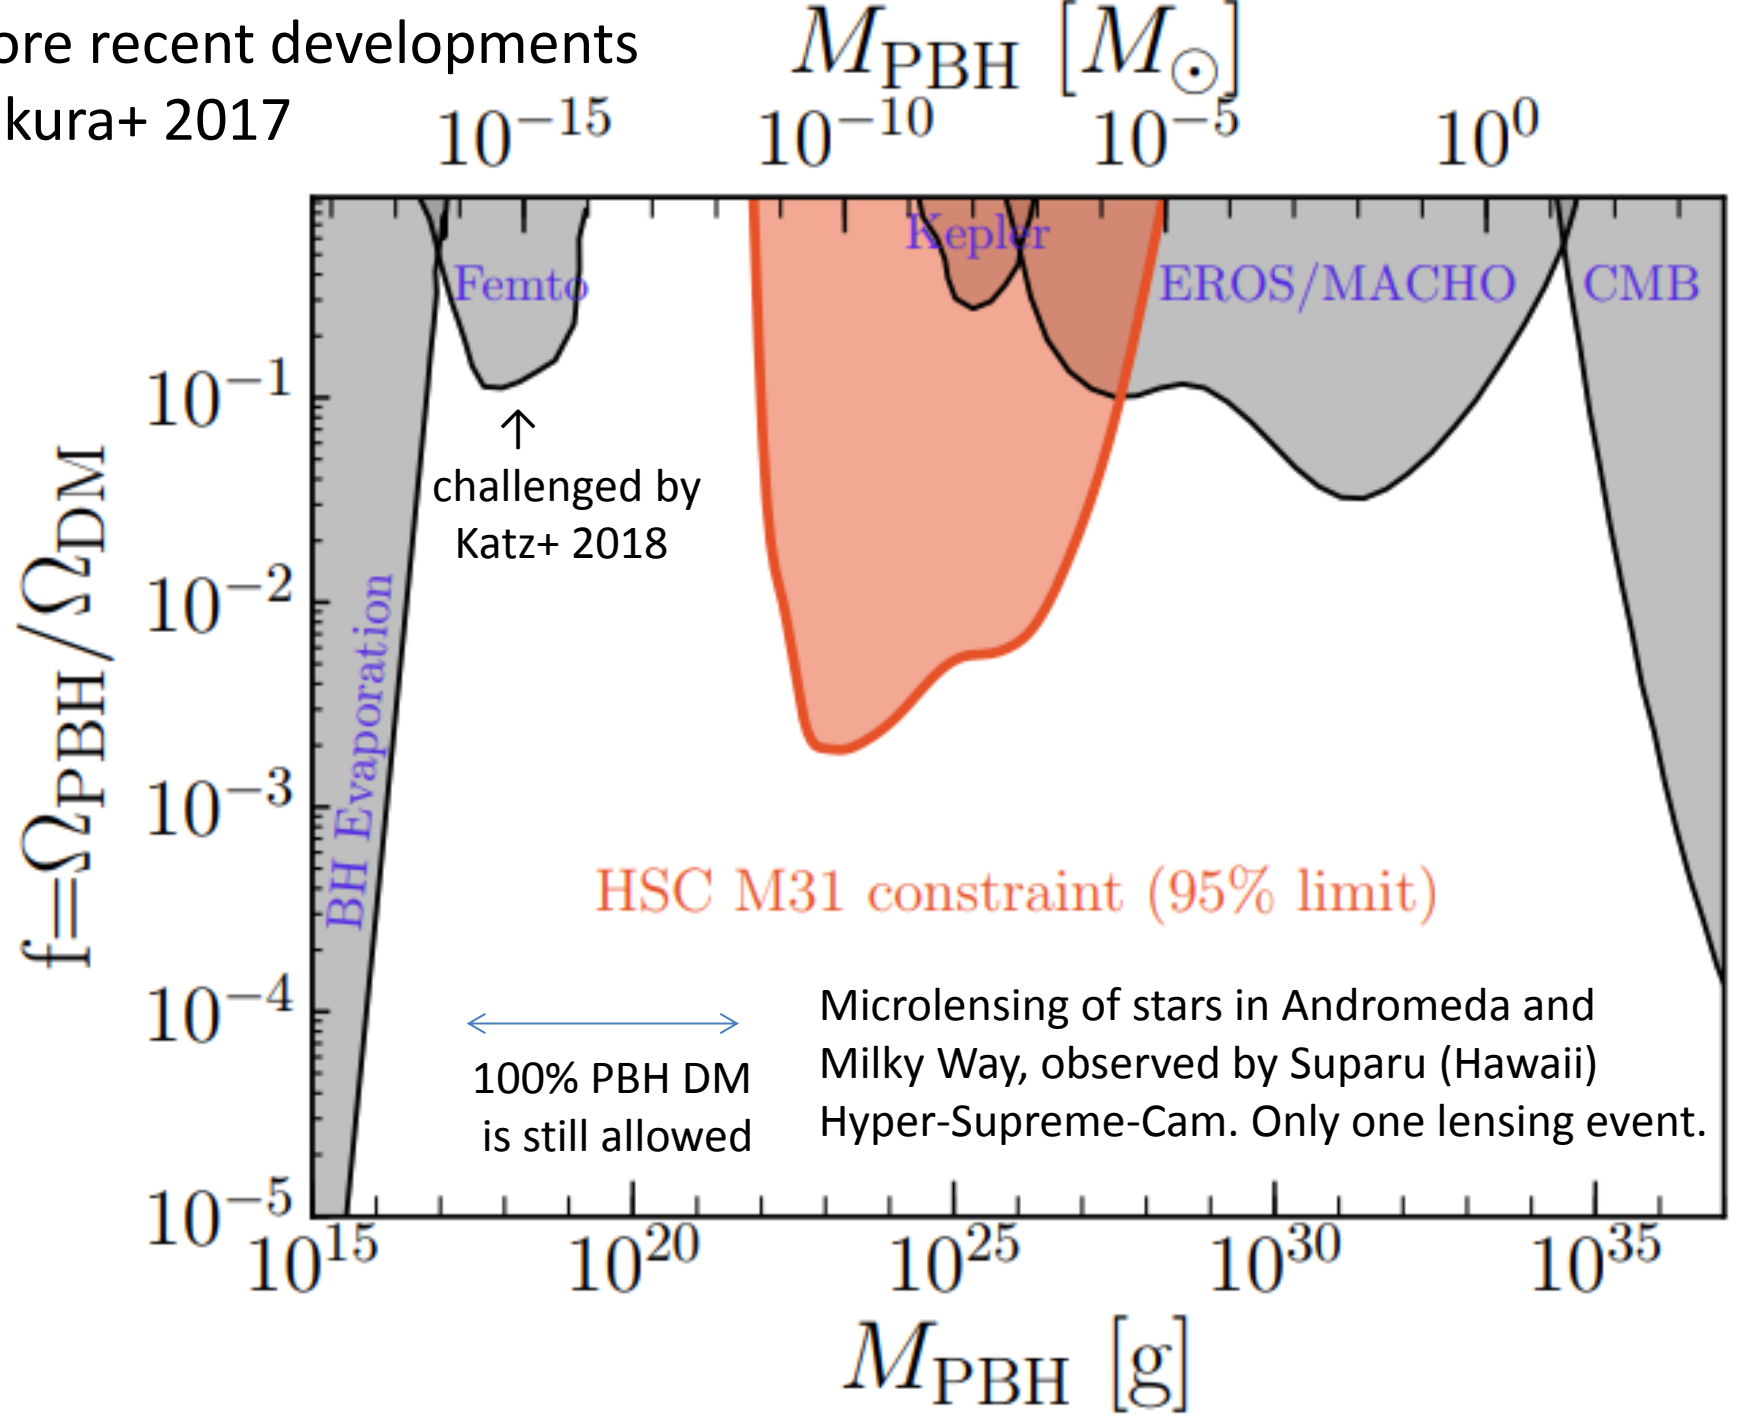 ore recent developments
kura+ 2017
M_PBH [M_⊙]
10^−15 10^−10 10^−5 10^0
Kepler
Femto
EROS/MACHO
CMB
10^−1
10^−2
10^−3
10^−4
10^−5
f=Ω_PBH/Ω_DM
BH Evaporation
↑
challenged by
Katz+ 2018
HSC M31 constraint (95% limit)
100% PBH DM
is still allowed
Microlensing of stars in Andromeda and
Milky Way, observed by Suparu (Hawaii)
Hyper-Supreme-Cam. Only one lensing event.
10^15 10^20 10^25 10^30 10^35
M_PBH [g]